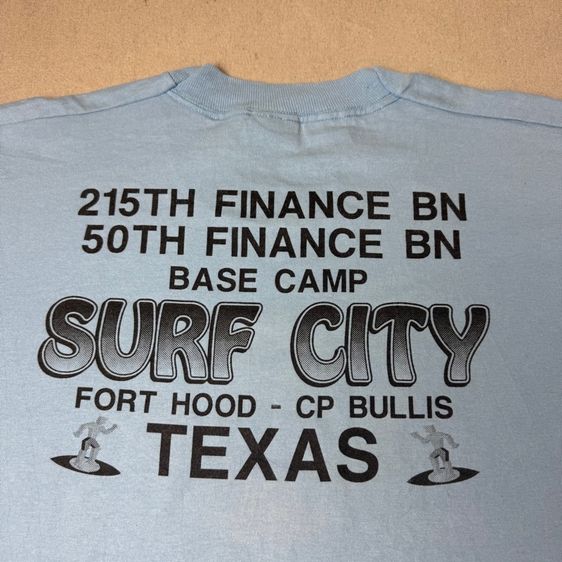 215TH FINANCE BN
50TH FINANCE BN
BASE CAMP
SURF CITY
FORT HOOD - CP BULLIS
TEXAS